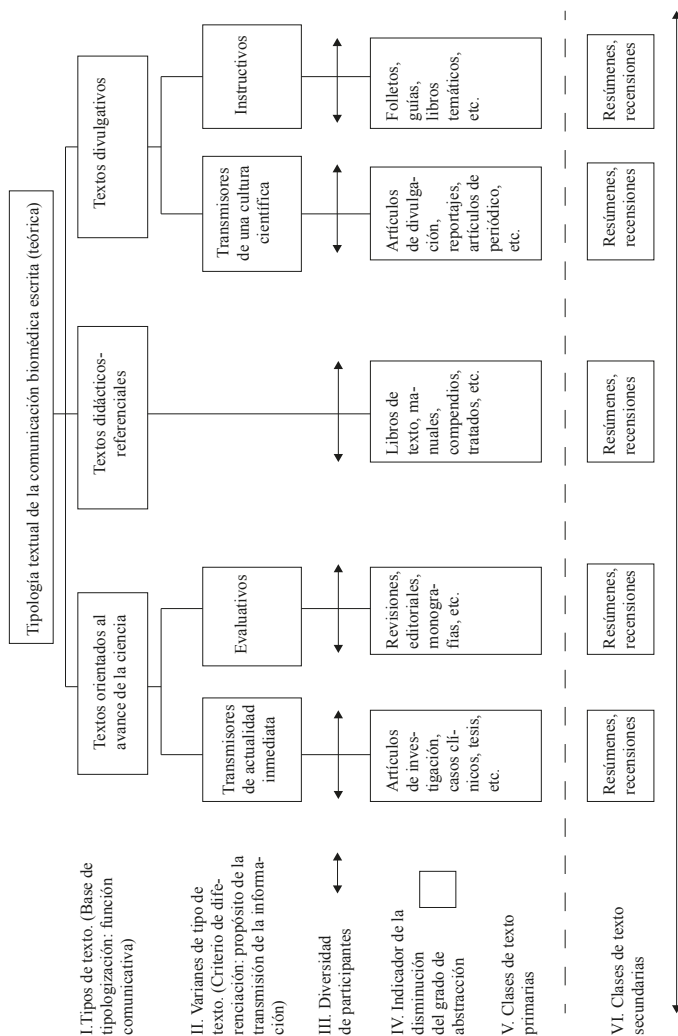 Tipología textual de la comunicación biomédica escrita (teórica)
I. Tipos de texto. (Base de
tipologización: función
comunicativa)
Textos orientados al
avance de la ciencia
Textos didácticos-
referenciales
Textos divulgativos
II. Varianes de tipo de
texto. (Criterio de dife-
renciación: propósito de la
transmisión de la informa-
ción)
Transmisores
de actualidad
inmediata
Evaluativos
Transmisores
de una cultura
científica
Instructivos
III. Diversidad
de participantes
IV. Indicador de la
disminución
del grado de
abstracción
V. Clases de texto
primarias
Artículos
de inves-
tigación,
casos clí-
nicos, tesis,
etc.
Revisiones,
editoriales,
monogra-
fías, etc.
Libros de
texto, ma-
nuales,
compendios,
tratados, etc.
Artículos
de divulga-
ción,
reportajes,
artículos de
periódico,
etc.
Folletos,
guías,
libros
temáticos,
etc.
VI. Clases de texto
secundarias
Resúmenes,
recensiones
Resúmenes,
recensiones
Resúmenes,
recensiones
Resúmenes,
recensiones
Resúmenes,
recensiones